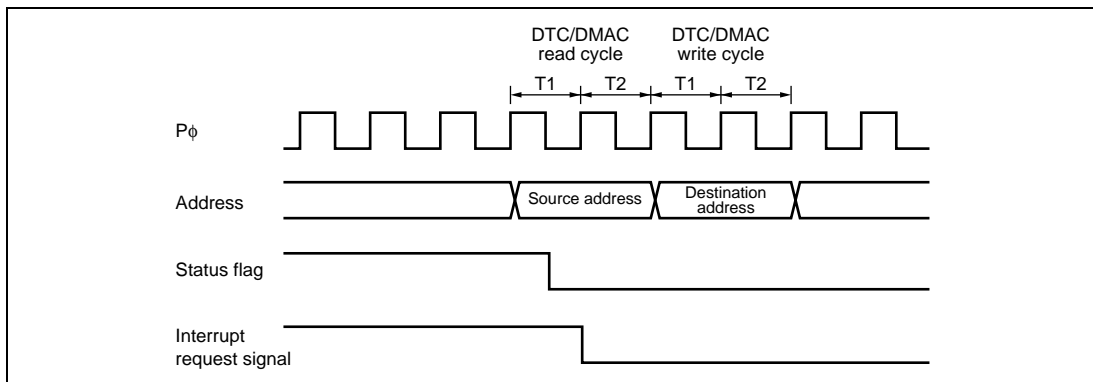 DTC/DMAC
read cycle
DTC/DMAC
write cycle
T1
T2
T1
T2
Pϕ
Address
Source address
Destination
address
Status flag
Interrupt
request signal